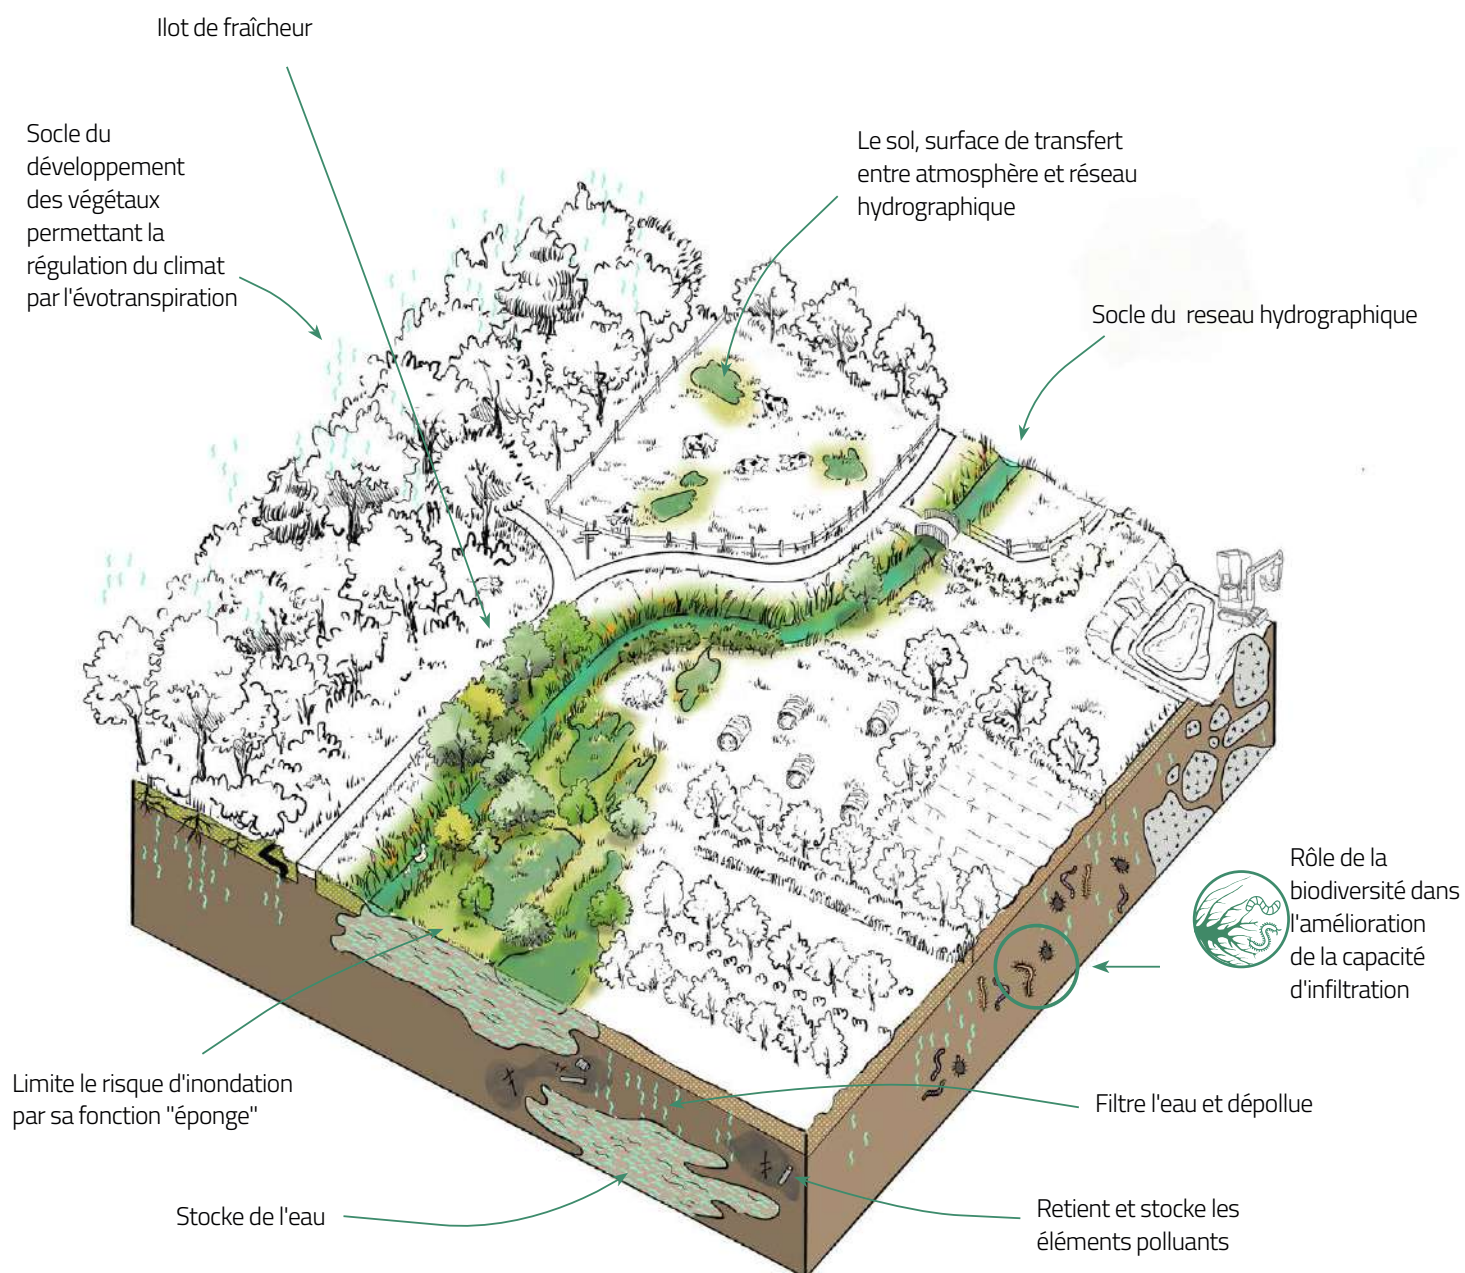 Ilot de fraîcheur
Socle du
développement
des végétaux
permettant la
régulation du climat
par l'évotranspiration
Le sol, surface de transfert
entre atmosphère et réseau
hydrographique
Socle du  reseau hydrographique
Rôle de la
biodiversité dans
l'amélioration
de la capacité
d'infiltration
Limite le risque d'inondation
par sa fonction "éponge"
Filtre l'eau et dépollue
Stocke de l'eau
Retient et stocke les
éléments polluants